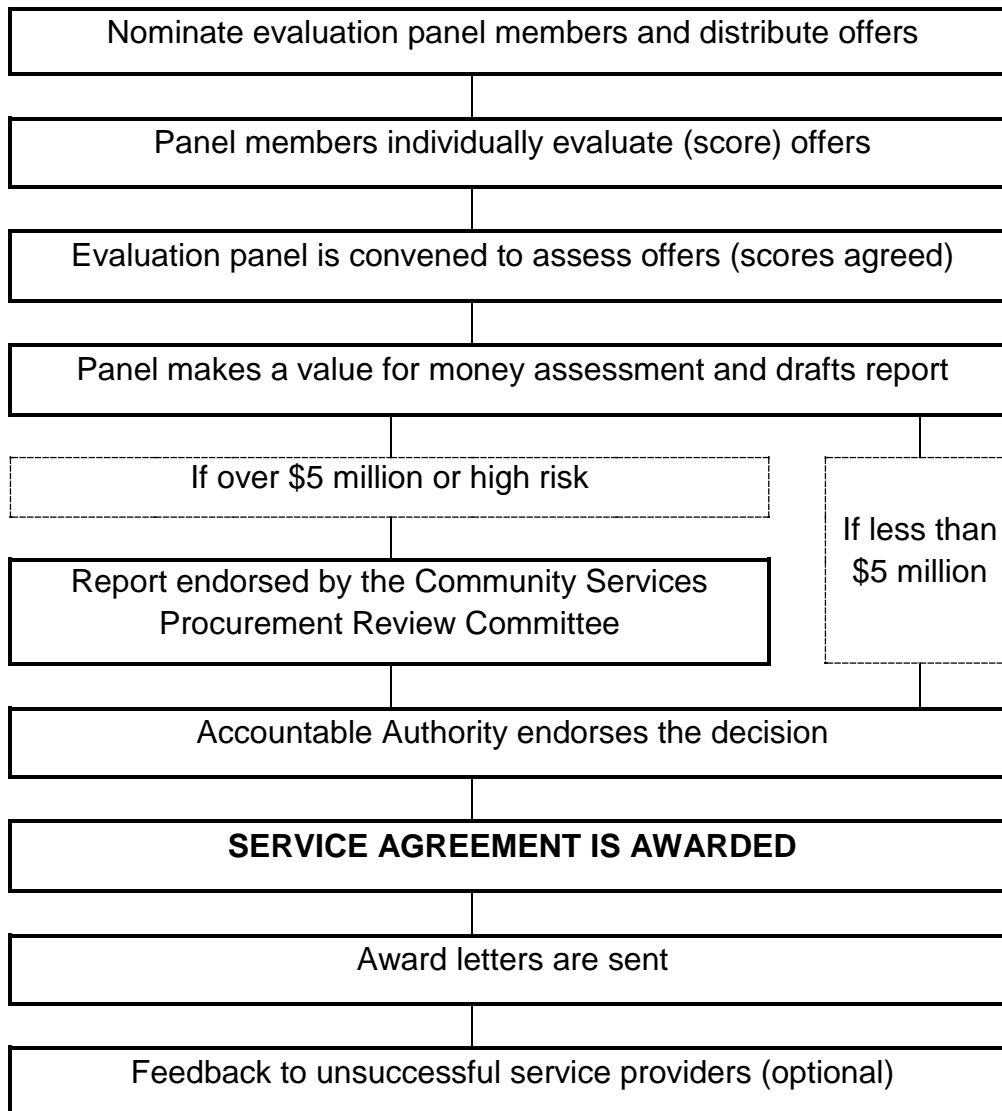 Nominate evaluation panel members and distribute offers
Panel members individually evaluate (score) offers
Evaluation panel is convened to assess offers (scores agreed)
Panel makes a value for money assessment and drafts report
If over $5 million or high risk
If less than
$5 million
Report endorsed by the Community Services
Procurement Review Committee
Accountable Authority endorses the decision
SERVICE AGREEMENT IS AWARDED
Award letters are sent
Feedback to unsuccessful service providers (optional)